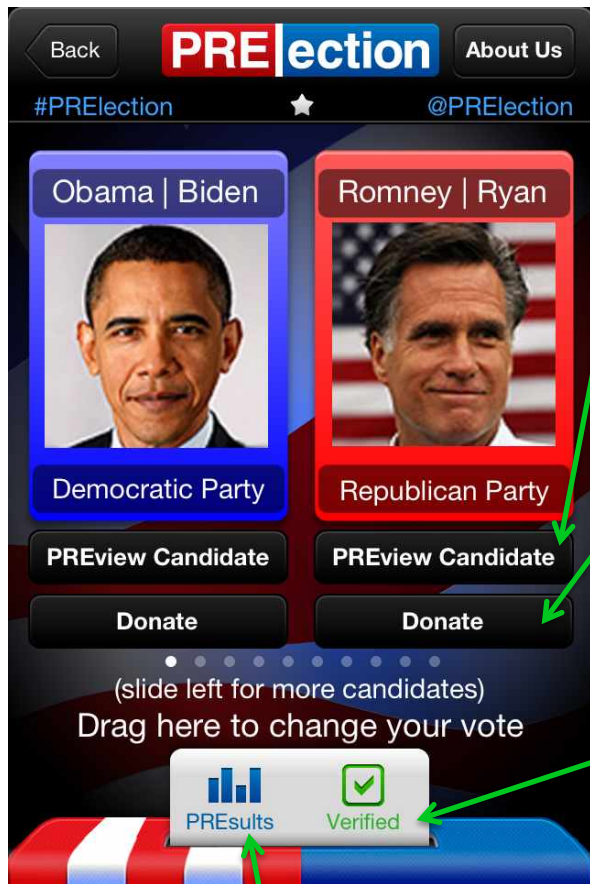 Back
PRElection
About Us
#PRElection
@PRElection
Obama | Biden
Romney | Ryan
Democratic Party
Republican Party
PREview Candidate
PREview Candidate
Donate
Donate
(slide left for more candidates)
Drag here to change your vote
PREsults
Verified